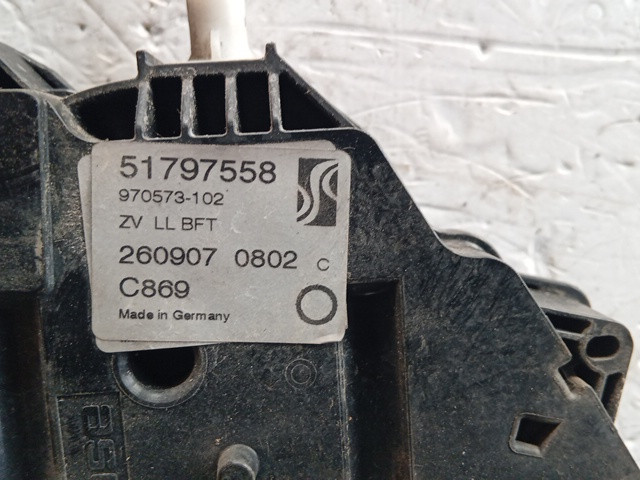 51797558
970573-102
ZV LL BFT
260907 0802 C
C869
Made in Germany
©